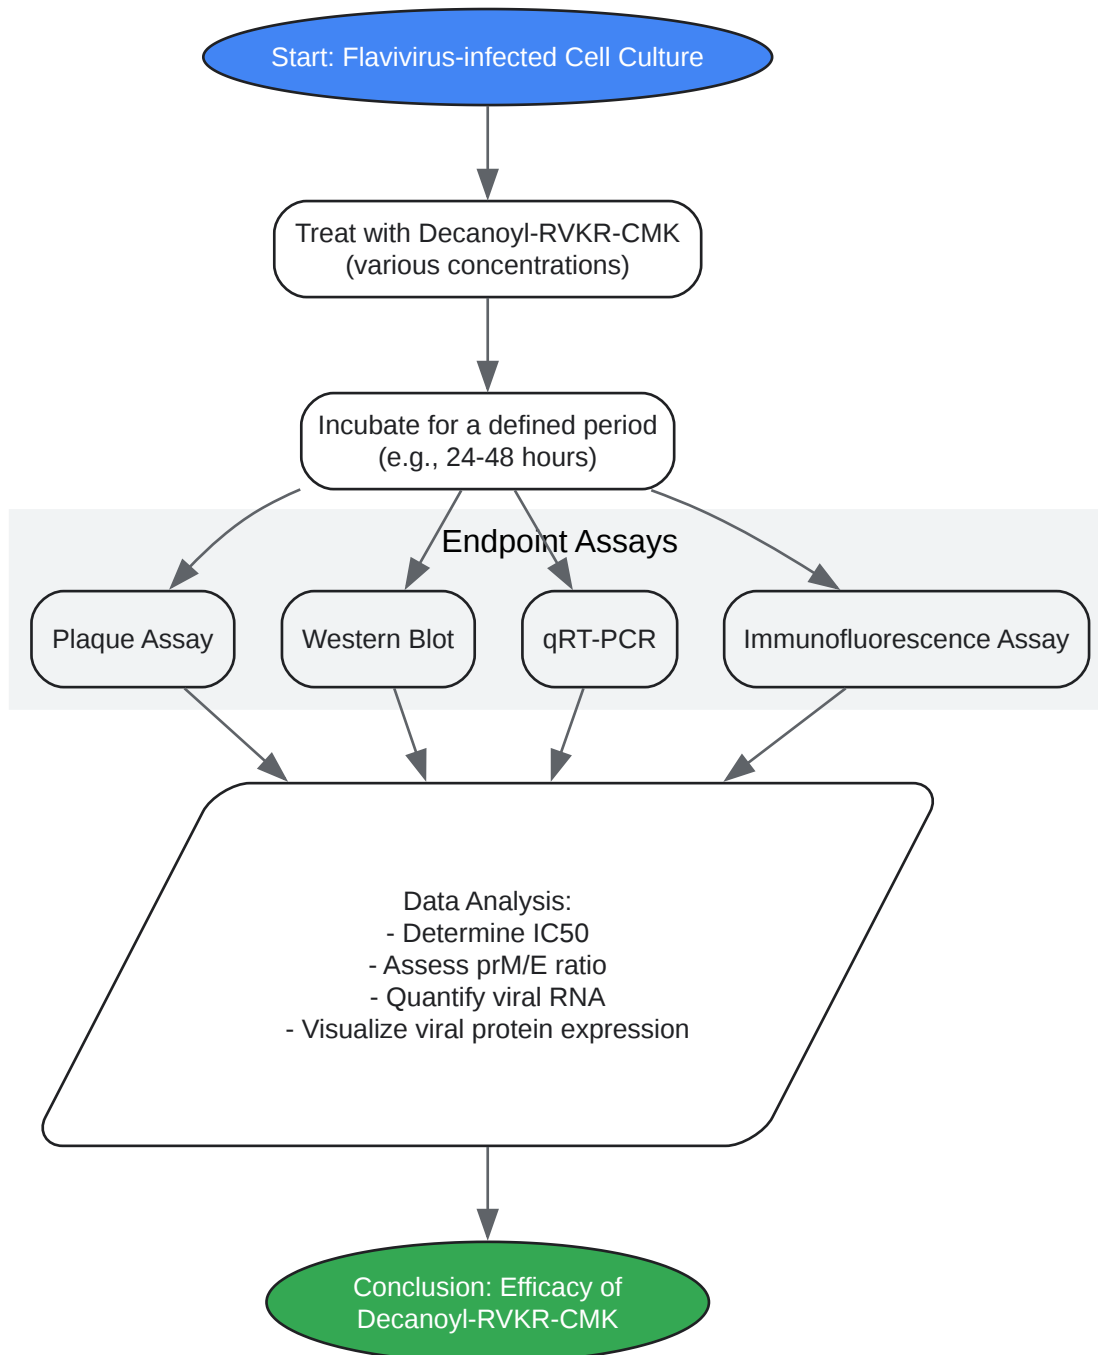 Start: Flavivirus-infected Cell Culture
Treat with Decanoyl-RVKR-CMK
(various concentrations)
Incubate for a defined period
(e.g., 24-48 hours)
Endpoint Assays
Plaque Assay
Western Blot
qRT-PCR
Immunofluorescence Assay
Data Analysis:
- Determine IC50
- Assess prM/E ratio
- Quantify viral RNA
- Visualize viral protein expression
Conclusion: Efficacy of
Decanoyl-RVKR-CMK